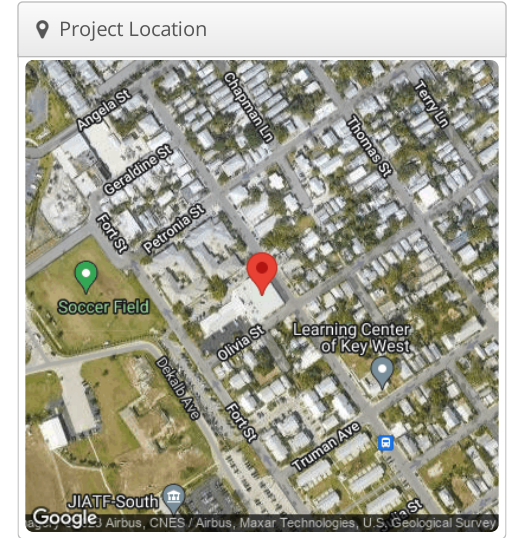 Project Location
Angela St
Chapman Ln
Terry Ln
Thomas St
Geraldine St
Fort St
Petronia St
Soccer Field
Olivia St
Learning Center
of Key West
Dekalb Ave
Fort St
Truman Ave
JIATF-South
St
Google
Airbus, CNES / Airbus, Maxar Technologies, U.S. Geological Survey